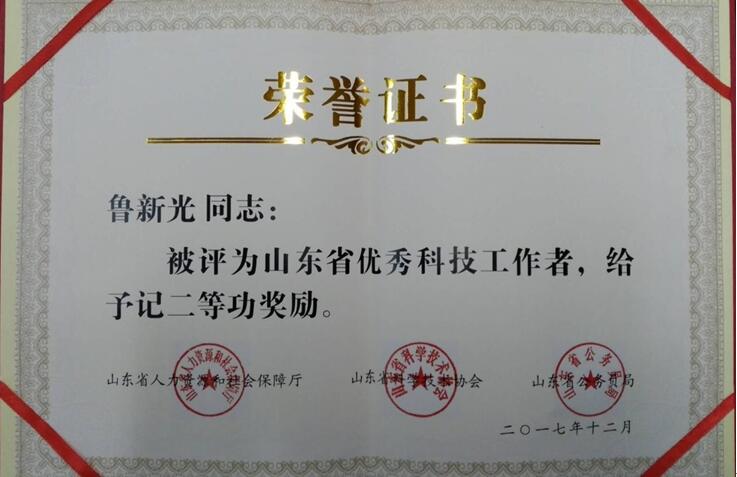 荣誉证书
鲁新光 同志：
被评为山东省优秀科技工作者，给
予记二等功奖励。
山东省人力资源和社会保障厅 山东省科学技术协会 山东省公务员局
二〇一七年十二月